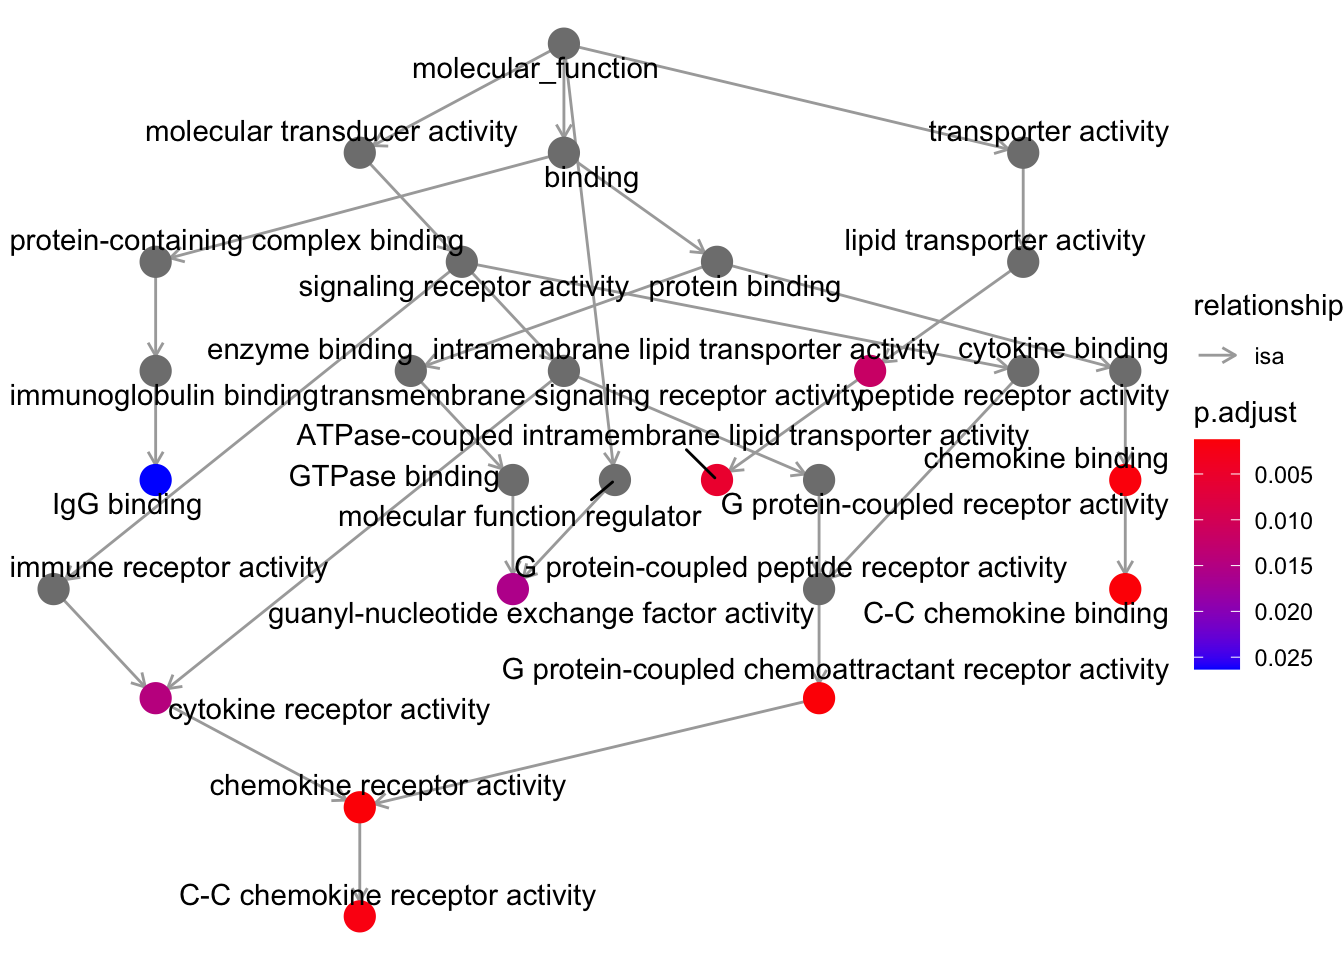 molecular_function
molecular transducer activity
transporter activity
binding
protein-containing complex binding
lipid transporter activity
signaling receptor activity
protein binding
enzyme binding
intramembrane lipid transporter activity
cytokine binding
immunoglobulin binding
transmembrane signaling receptor activity
peptide receptor activity
ATPase-coupled intramembrane lipid transporter activity
chemokine binding
GTPase binding
IgG binding
molecular function regulator
G protein-coupled receptor activity
immune receptor activity
G protein-coupled peptide receptor activity
guanyl-nucleotide exchange factor activity
C-C chemokine binding
G protein-coupled chemoattractant receptor activity
cytokine receptor activity
chemokine receptor activity
C-C chemokine receptor activity
relationship
isa
p.adjust
0.005
0.010
0.015
0.020
0.025